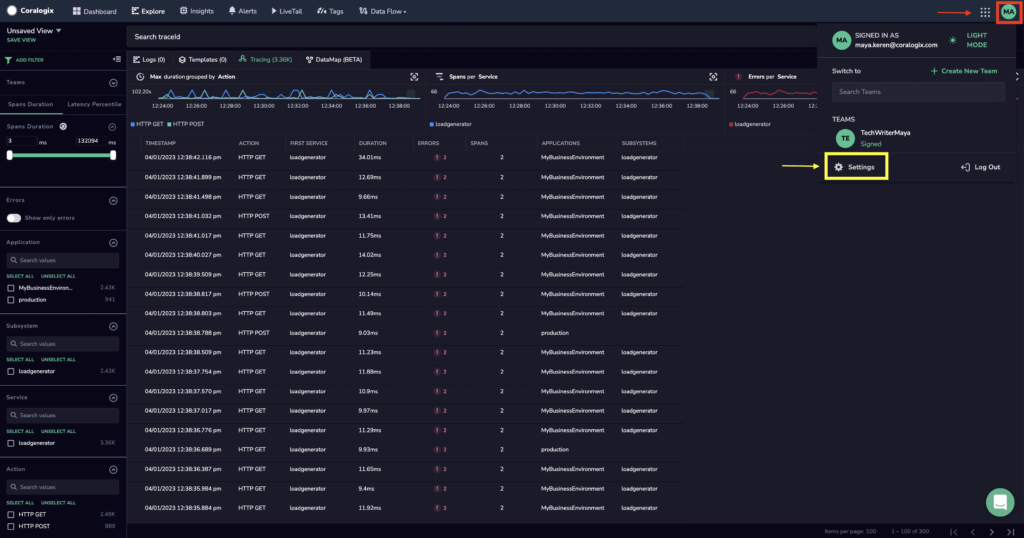 Coralogix Dashboard Explore Insights Alerts LiveTail Tags Data Flow MA
Unsaved View
SAVE VIEW
Search traceId
MA SIGNED IN AS
maya.keren@coralogix.com
LIGHT
MODE
ADD FILTER
Logs (0) Templates (0) Tracing (3.36K) DataMap (BETA)
Switch to + Create New Team
Search Teams
TEAMS
TE TechWriterMaya
Signed
Settings Log Out
Max duration grouped by Action
102.20s
12:24:00 12:26:00 12:28:00 12:30:00 12:32:00 12:34:00 12:36:00 12:38:00
HTTP GET HTTP POST
Spans per Service
66
12:24:00 12:26:00 12:28:00 12:30:00 12:32:00 12:34:00 12:36:00 12:38:00
loadgenerator
Errors per Service
66
12:24:00 12:26:00 12:28:00 12:30:00 12:32:00 12:34:00 12:36:00 12:38:00
loadgenerator
Teams
Spans Duration Latency Percentile
Spans Duration
3 ms 132094 ms
Errors
Show only errors
Application
Search values
SELECT ALL UNSELECT ALL
MyBusinessEnviron... 2.43K
production 941
Subsystem
Search values
SELECT ALL UNSELECT ALL
loadgenerator 2.43K
Service
Search values
SELECT ALL UNSELECT ALL
loadgenerator 3.36K
Action
Search values
SELECT ALL UNSELECT ALL
HTTP GET 2.48K
HTTP POST 889
TIMESTAMP ACTION FIRST SERVICE DURATION ERRORS SPANS APPLICATIONS SUBSYSTEMS
04/01/2023 12:38:42.116 pm HTTP GET loadgenerator 34.01ms 2 2 MyBusinessEnvironment loadgenerator
04/01/2023 12:38:41.899 pm HTTP GET loadgenerator 12.69ms 2 2 MyBusinessEnvironment loadgenerator
04/01/2023 12:38:41.498 pm HTTP GET loadgenerator 9.66ms 2 2 MyBusinessEnvironment loadgenerator
04/01/2023 12:38:41.032 pm HTTP POST loadgenerator 13.41ms 2 2 MyBusinessEnvironment loadgenerator
04/01/2023 12:38:41.017 pm HTTP GET loadgenerator 11.75ms 2 2 MyBusinessEnvironment loadgenerator
04/01/2023 12:38:40.027 pm HTTP GET loadgenerator 14.02ms 2 2 MyBusinessEnvironment loadgenerator
04/01/2023 12:38:39.509 pm HTTP GET loadgenerator 12.25ms 2 2 MyBusinessEnvironment loadgenerator
04/01/2023 12:38:38.817 pm HTTP POST loadgenerator 10.14ms 2 2 MyBusinessEnvironment loadgenerator
04/01/2023 12:38:38.803 pm HTTP GET loadgenerator 11.49ms 2 2 MyBusinessEnvironment loadgenerator
04/01/2023 12:38:38.788 pm HTTP POST loadgenerator 9.03ms 2 2 production
04/01/2023 12:38:38.509 pm HTTP GET loadgenerator 11.23ms 2 2 MyBusinessEnvironment loadgenerator
04/01/2023 12:38:37.754 pm HTTP GET loadgenerator 11.88ms 2 2 MyBusinessEnvironment loadgenerator
04/01/2023 12:38:37.570 pm HTTP GET loadgenerator 10.9ms 2 2 MyBusinessEnvironment loadgenerator
04/01/2023 12:38:37.017 pm HTTP GET loadgenerator 9.97ms 2 2 MyBusinessEnvironment loadgenerator
04/01/2023 12:38:36.776 pm HTTP GET loadgenerator 11.29ms 2 2 MyBusinessEnvironment loadgenerator
04/01/2023 12:38:36.689 pm HTTP GET loadgenerator 9.93ms 2 2 production
04/01/2023 12:38:36.387 pm HTTP GET loadgenerator 11.65ms 2 2 MyBusinessEnvironment loadgenerator
04/01/2023 12:38:35.984 pm HTTP GET loadgenerator 9.4ms 2 2 MyBusinessEnvironment loadgenerator
04/01/2023 12:38:35.884 pm HTTP GET loadgenerator 11.92ms 2 2 MyBusinessEnvironment loadgenerator
Items per page: 100 1 – 100 of 300